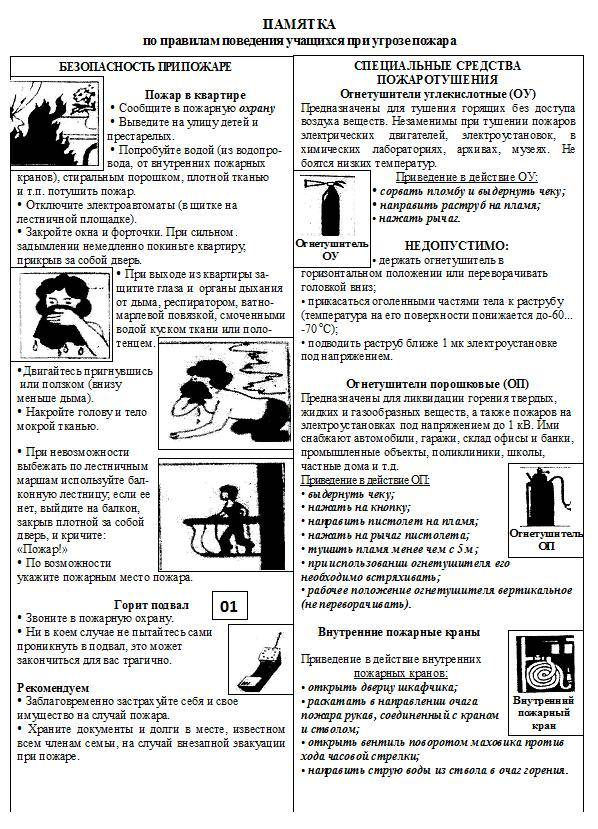 ПАМЯТКА
по правилам поведения учащихся при угрозе пожара
БЕЗОПАСНОСТЬ ПРИ ПОЖАРЕ
Пожар в квартире
• Сообщите в пожарную охрану
• Выведите на улицу детей и
престарелых.
• Попробуйте водой (из водопро-
вода, от внутренних пожарных
кранов), стиральным порошком, плотной тканью
и т.п. потушить пожар.
• Отключите электроавтоматы (в щитке на
лестничной площадке).
• Закройте окна и форточки. При сильном .
задымлении немедленно покиньте квартиру,
прикрыв за собой дверь.
• При выходе из квартиры за-
щитите глаза и органы дыхания
от дыма, респиратором, ватно-
марлевой повязкой, смоченными
водой куском ткани или поло-
тенцем.
• Двигайтесь пригнувшись
или ползком (внизу
меньше дыма).
• Накройте голову и тело
мокрой тканью.
• При невозможности
выбежать по лестничным
маршам используйте бал-
конную лестницу; если ее
нет, выйдите на балкон,
закрыв плотной за собой
дверь, и кричите:
«Пожар!»
• По возможности
укажите пожарным место пожара.
Горит подвал
01
• Звоните в пожарную охрану.
• Ни в коем случае не пытайтесь сами
проникнуть в подвал, это может
закончиться для вас трагично.
Рекомендуем
• Заблаговременно застрахуйте себя и свое
имущество на случай пожара.
• Храните документы и долги в месте, известном
всем членам семьи, на случай внезапной эвакуации
при пожаре.
СПЕЦИАЛЬНЫЕ СРЕДСТВА
ПОЖАРОТУШЕНИЯ
Огнетушители углекислотные (ОУ)
Предназначены для тушения горящих без доступа
воздуха веществ. Незаменимы при тушении пожаров
электрических двигателей, электроустановок, в
химических лабораториях, архивах, музеях. Не
боятся низких температур.
Приведение в действие ОУ:
• сорвать пломбу и выдернуть чеку;
• направить раструб на пламя;
• нажать рычаг.
Огнетушитель
ОУ
НЕДОПУСТИМО:
• держать огнетушитель в
горизонтальном положении или переворачивать
головкой вниз;
• прикасаться оголенными частями тела к раструбу
(температура на его поверхности понижается до-60...
-70°С);
• подводить раструб ближе 1 мк электроустановке
под напряжением.
Огнетушители порошковые (ОП)
Предназначены для ликвидации горения твердых,
жидких и газообразных веществ, а также пожаров на
электроустановках под напряжением до 1 кВ. Ими
снабжают автомобили, гаражи, склад офисы и банки,
промышленные объекты, поликлиники, школы,
частные дома и т.д.
Приведение в действие ОП:
• выдернуть чеку;
• нажать на кнопку;
• направить пистолет на пламя;
• нажать на рычаг пистолета;
• тушить пламя менее чем с 5м ;
• при использовании огнетушителя его
необходимо встряхивать;
• рабочее положение огнетушителя вертикальное
(не переворачивать).
Огнетушитель
ОП
Внутренние пожарные краны
Приведение в действие внутренних
пожарных кранов:
• открыть дверцу шкафчика;
• раскатать в направлении очага
пожара рукав, соединенный с краном
и стволом;
• открыть вентиль поворотом маховика против
хода часовой стрелки;
• направить струю воды из ствола в очаг горения.
Внутренний
пожарный
кран